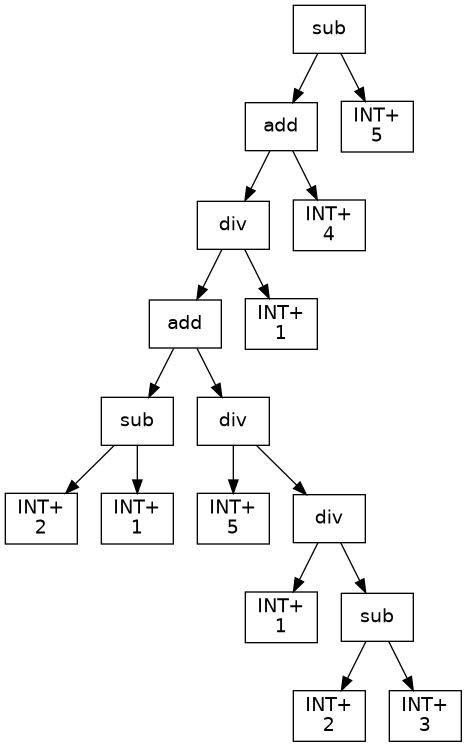 sub
add
INT+
5
div
INT+
4
add
INT+
1
sub
div
INT+
2
INT+
1
INT+
5
div
INT+
1
sub
INT+
2
INT+
3